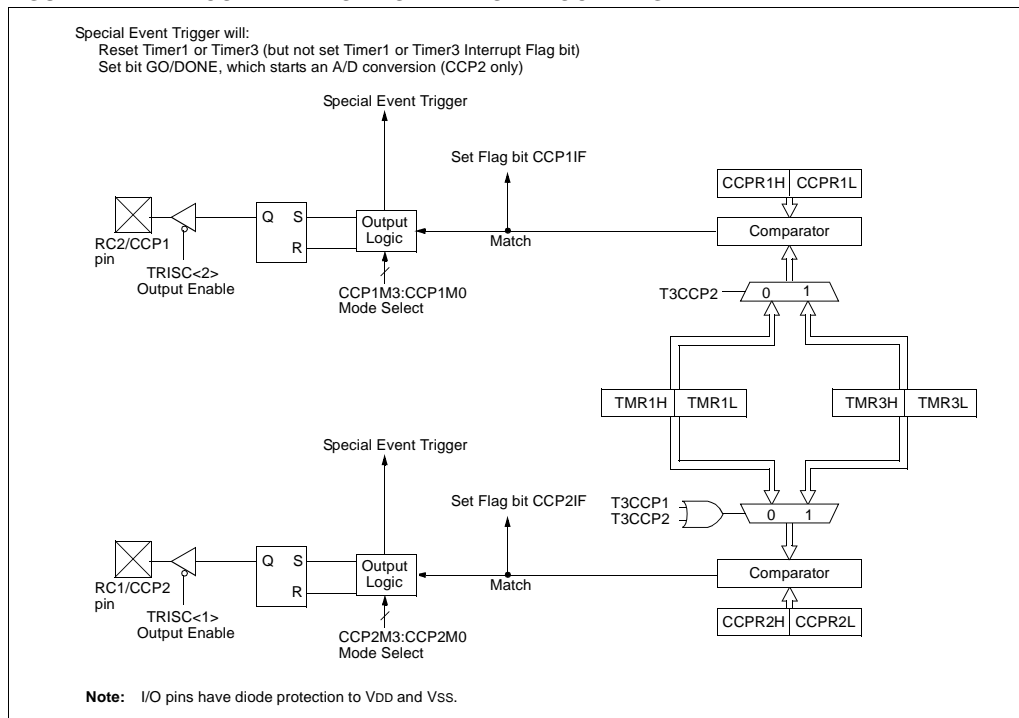 Special Event Trigger will:
Reset Timer1 or Timer3 (but not set Timer1 or Timer3 Interrupt Flag bit)
Set bit GO/DONE, which starts an A/D conversion (CCP2 only)
Special Event Trigger
Set Flag bit CCP1IF
CCPR1H CCPR1L
Q S
R
Output
Logic
Comparator
Match
RC2/CCP1
pin
TRISC<2>
Output Enable
CCP1M3:CCP1M0
Mode Select
T3CCP2
0 1
TMR1H TMR1L
TMR3H TMR3L
Special Event Trigger
Set Flag bit CCP2IF
T3CCP1
T3CCP2
0 1
Q S
R
Output
Logic
Comparator
Match
RC1/CCP2
pin
TRISC<1>
Output Enable
CCP2M3:CCP2M0
Mode Select
CCPR2H CCPR2L
Note: I/O pins have diode protection to VDD and VSS.